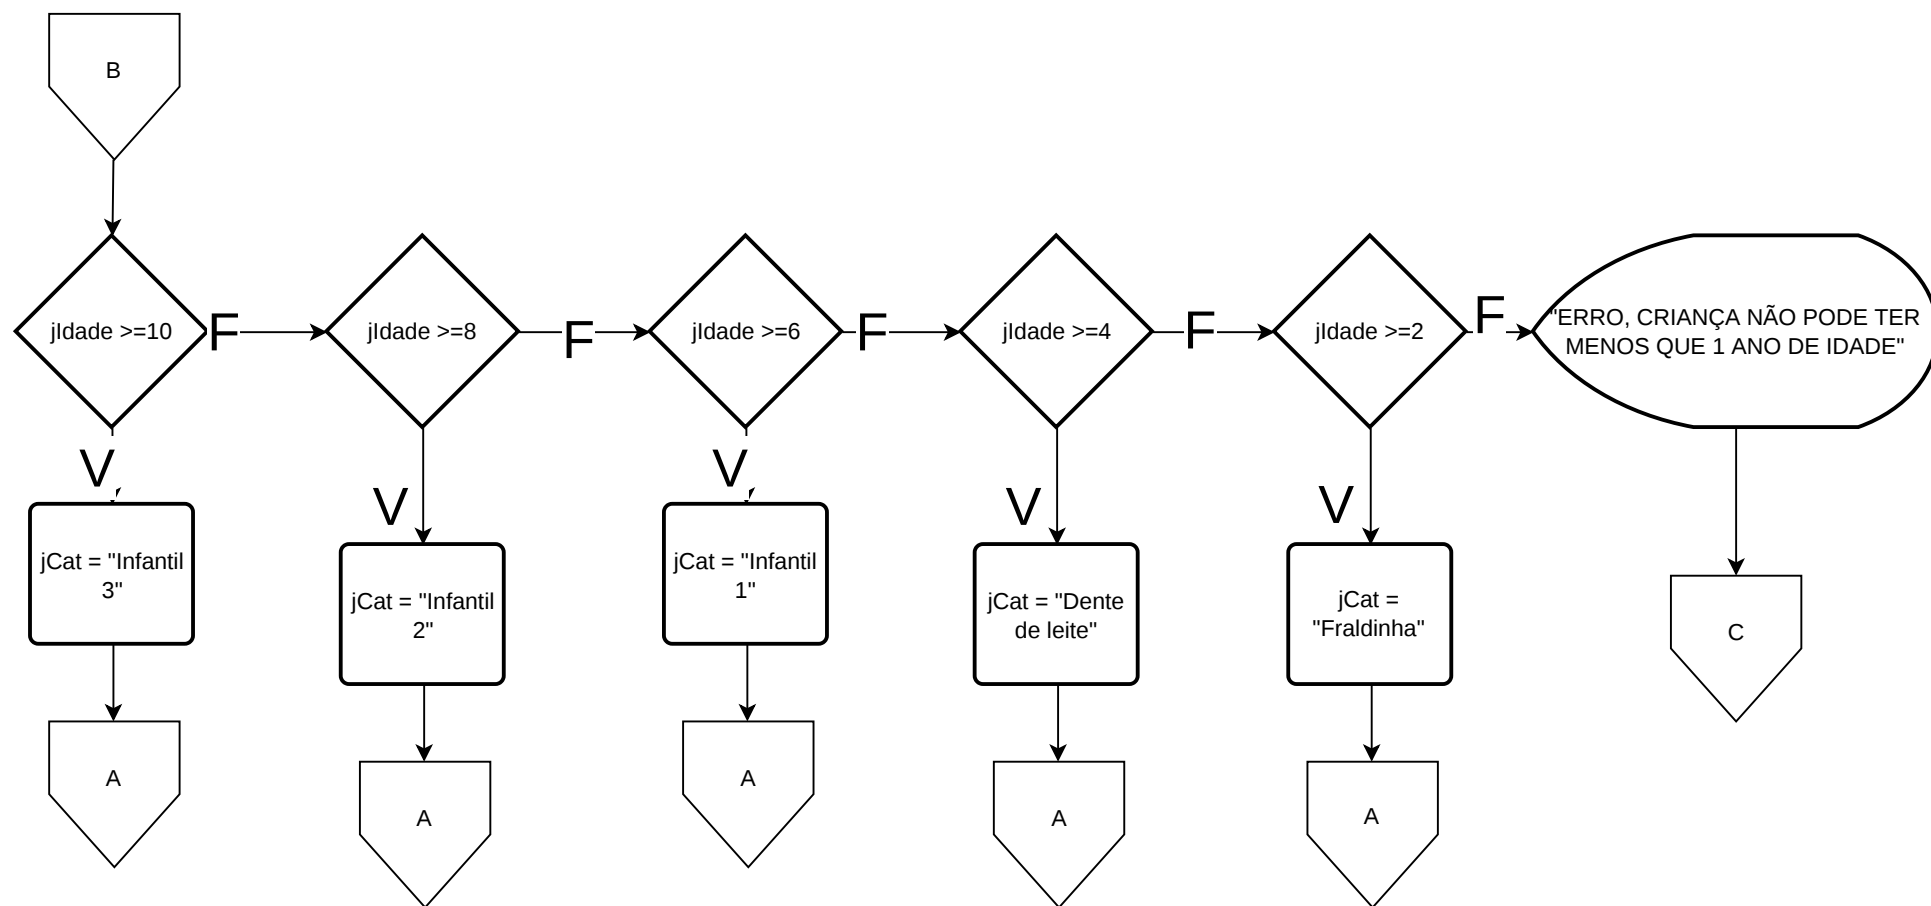 B
jIdade >=10
F
jIdade >=8
F
jIdade >=6
F
jIdade >=4
F
jIdade >=2
F
"ERRO, CRIANÇA NÃO PODE TER
MENOS QUE 1 ANO DE IDADE"
V
V
V
V
V
jCat = "Infantil
3"
jCat = "Infantil
2"
jCat = "Infantil
1"
jCat = "Dente
de leite"
jCat =
"Fraldinha"
C
A
A
A
A
A